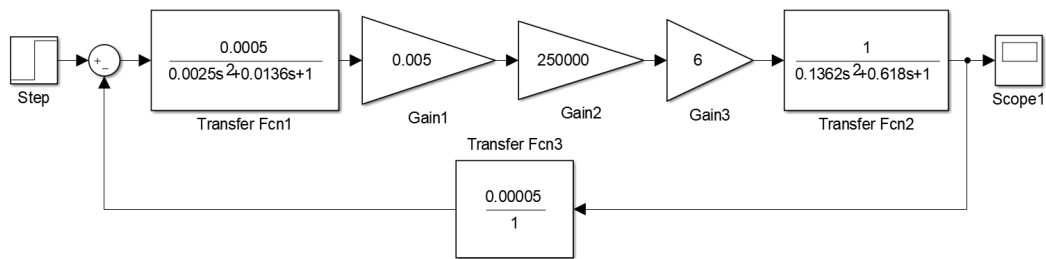 Step
+
−
0.0005
0.0025s²+0.0136s+1
Transfer Fcn1
0.005
Gain1
250000
Gain2
6
Gain3
1
0.1362s²+0.618s+1
Transfer Fcn2
Scope1
Transfer Fcn3
0.00005
1